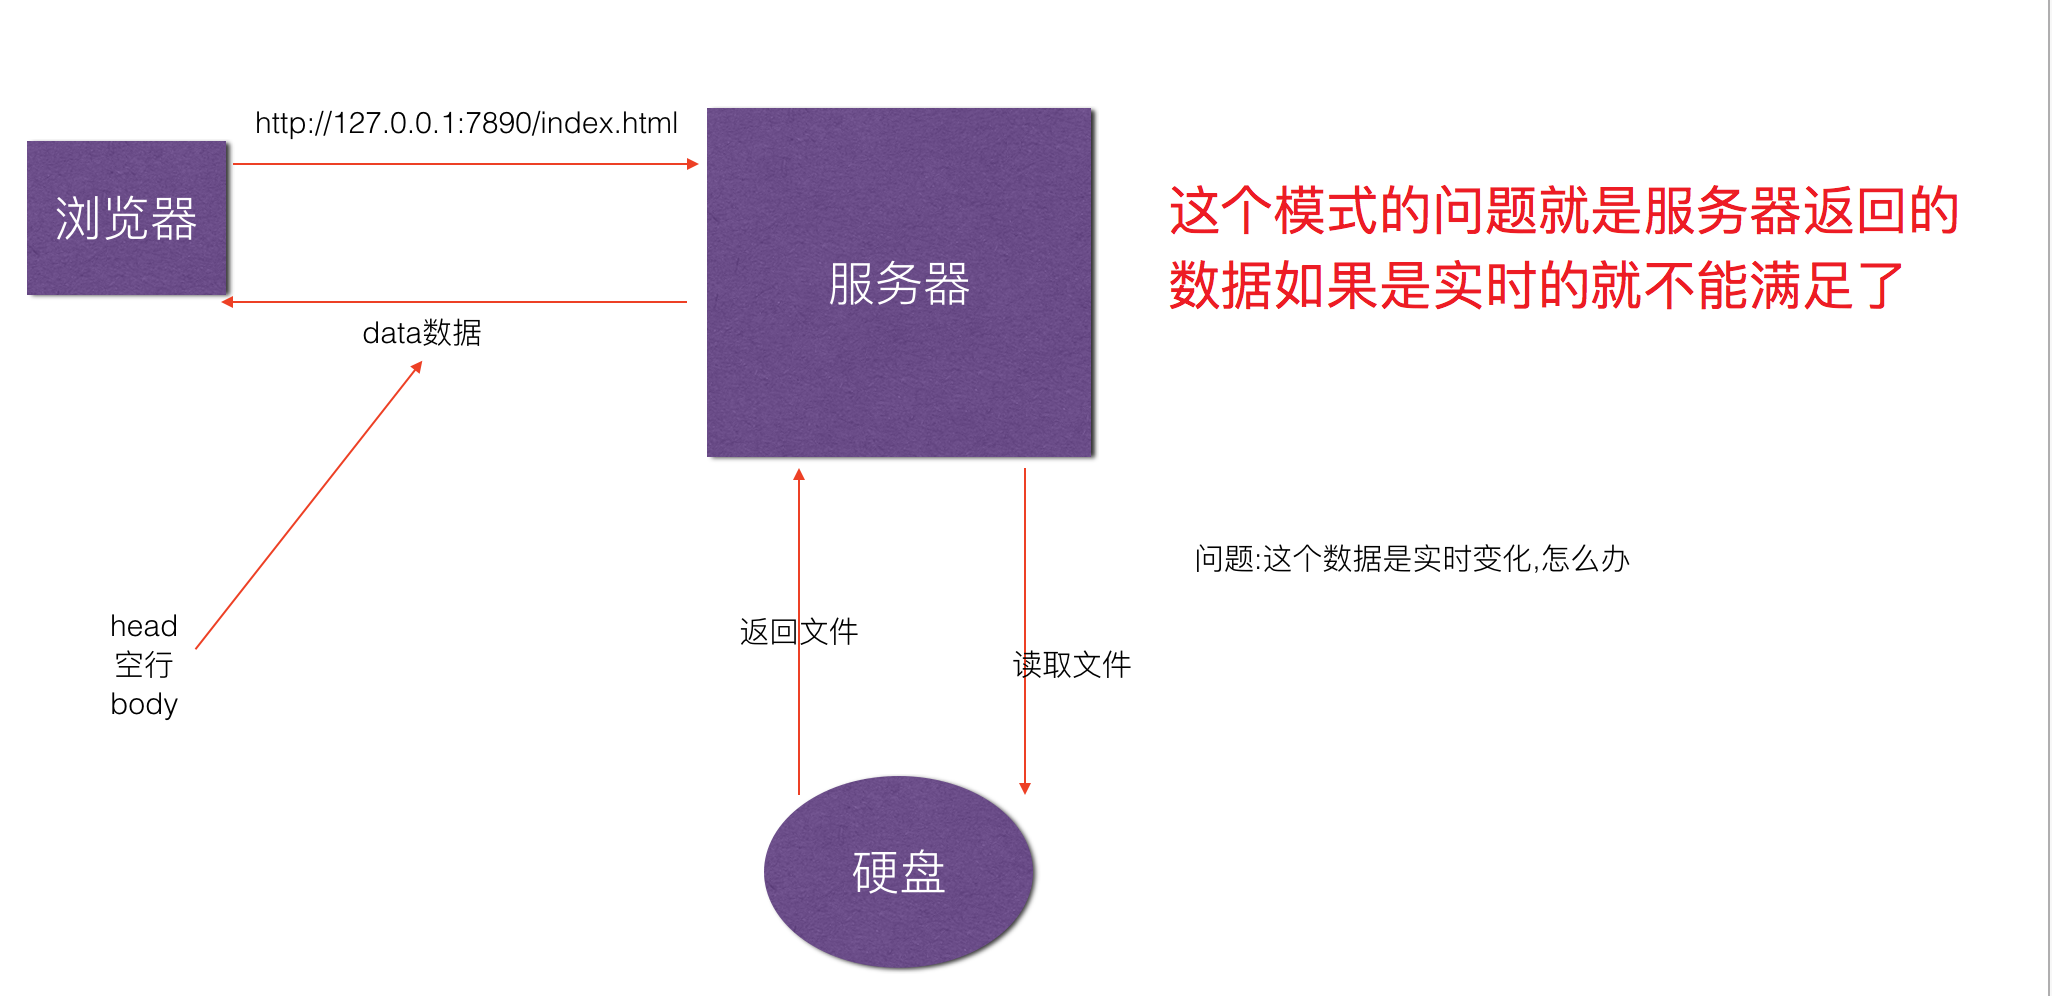 http://127.0.0.1:7890/index.html
浏览器
服务器
这个模式的问题就是服务器返回的
数据如果是实时的就不能满足了
data数据
问题:这个数据是实时变化,怎么办
head
空行
body
返回文件
读取文件
硬盘